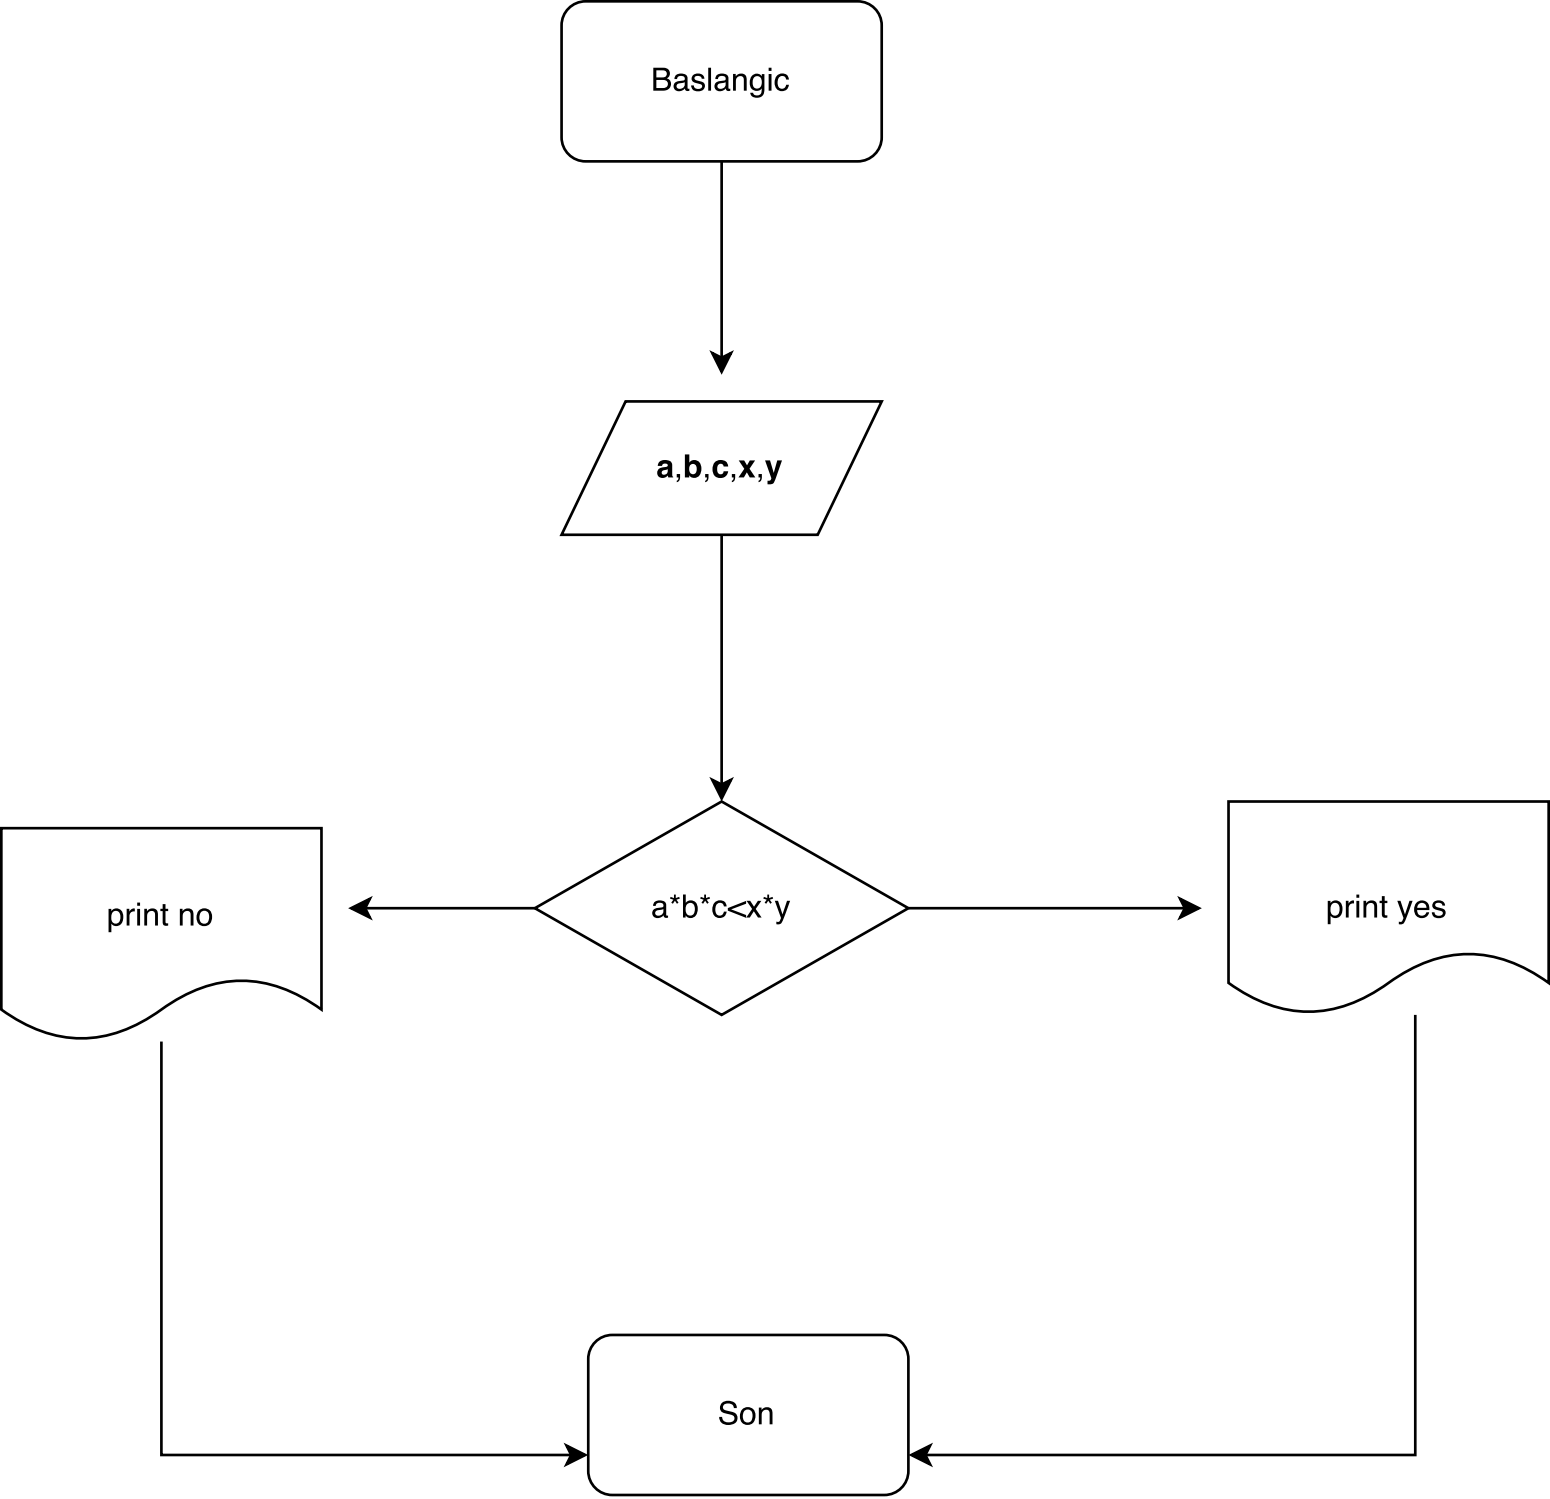 Baslangic
a,b,c,x,y
print no
a*b*c<x*y
print yes
Son